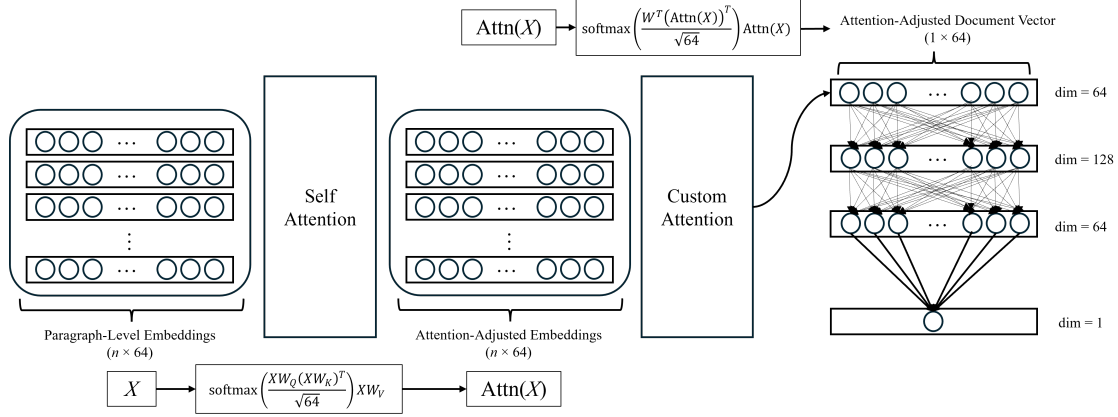 Attn(X)
softmax(W^T(Attn(X))^T / √64) Attn(X)
Attention-Adjusted Document Vector
(1 × 64)
dim = 64
dim = 128
dim = 64
dim = 1
Self
Attention
Custom
Attention
...
...
...
⋮
...
...
...
...
⋮
...
...
...
...
Paragraph-Level Embeddings
(n × 64)
Attention-Adjusted Embeddings
(n × 64)
X
softmax(XW_Q(XW_K)^T / √64) XW_V
Attn(X)